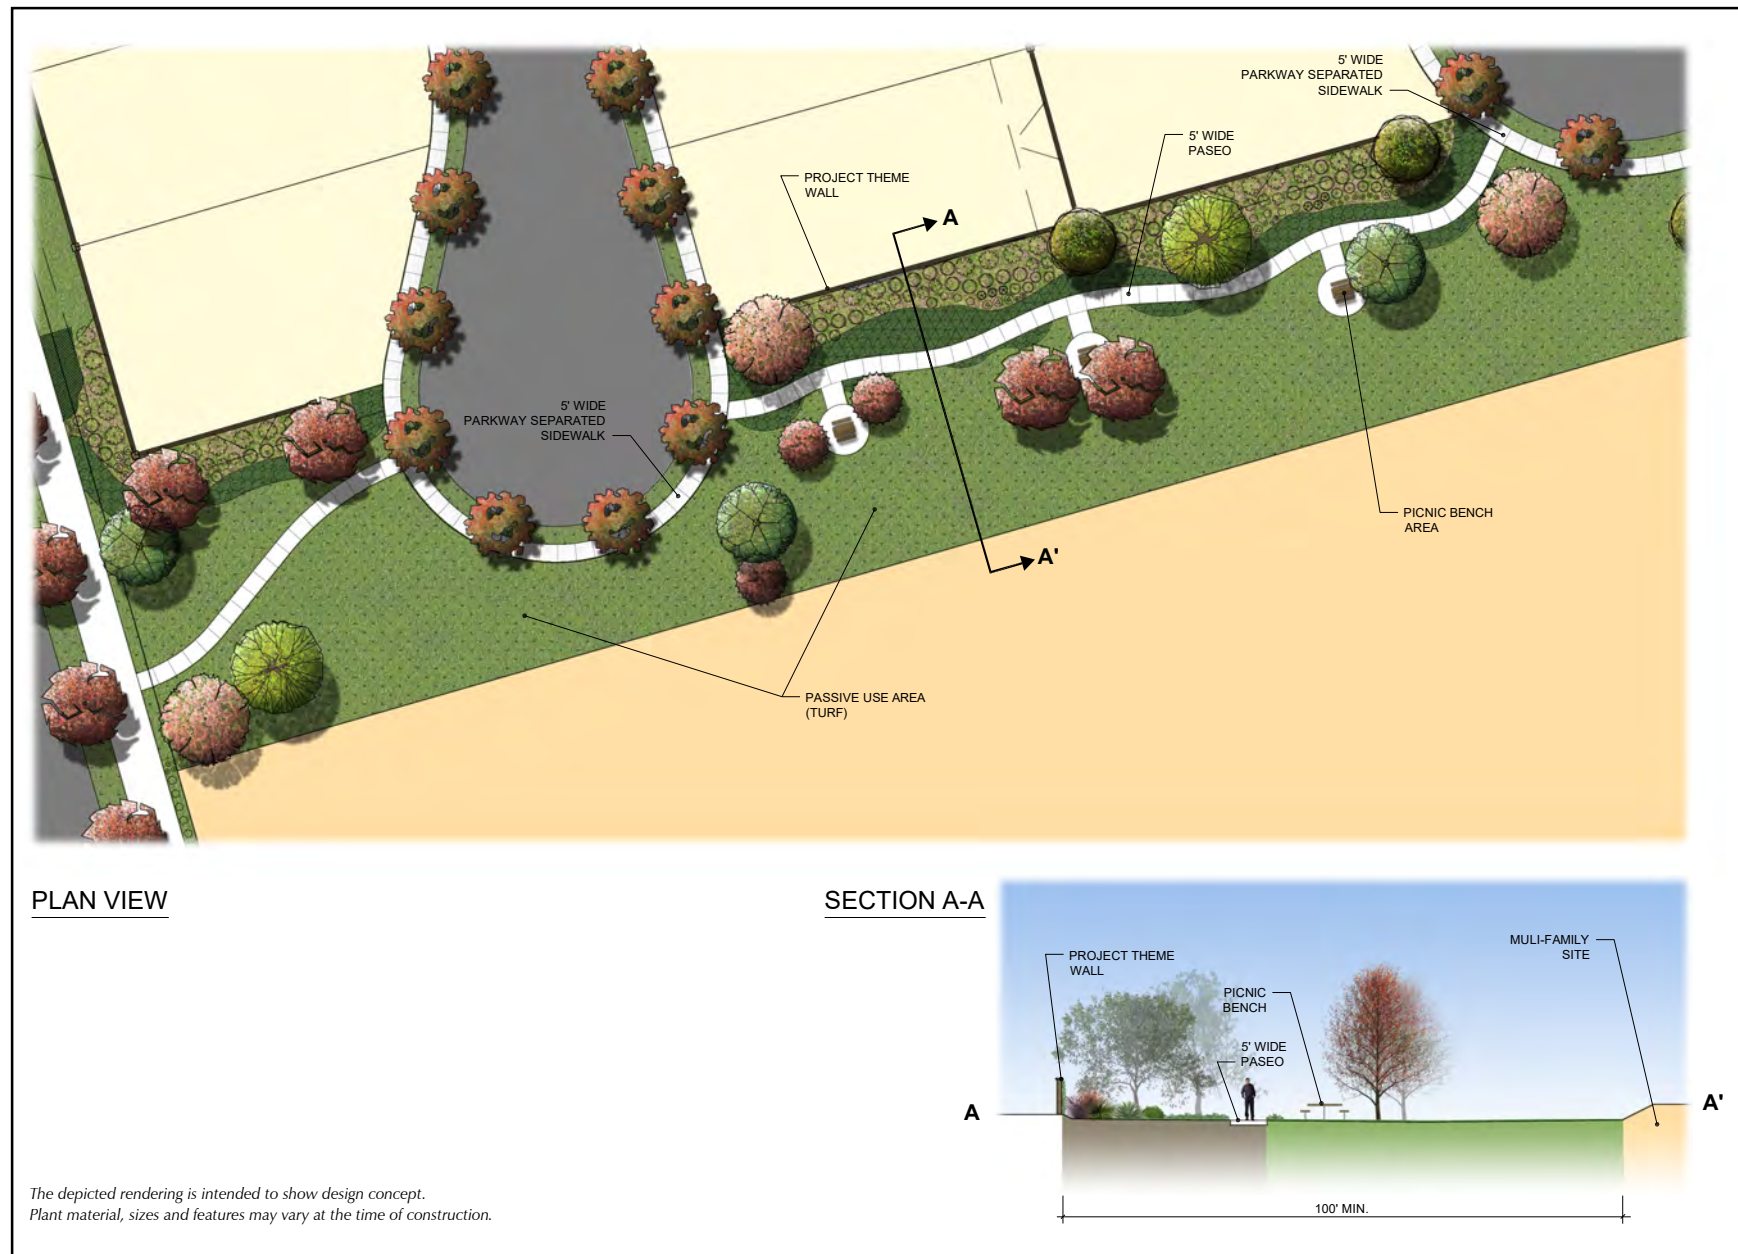 5' WIDE
PARKWAY SEPARATED
SIDEWALK
5' WIDE
PASEO
PROJECT THEME
WALL
A
5' WIDE
PARKWAY SEPARATED
SIDEWALK
PICNIC BENCH
AREA
A'
PASSIVE USE AREA
(TURF)
PLAN VIEW
SECTION A-A
MULI-FAMILY
SITE
PROJECT THEME
WALL
PICNIC
BENCH
5' WIDE
PASEO
A
A'
The depicted rendering is intended to show design concept.
Plant material, sizes and features may vary at the time of construction.
100' MIN.